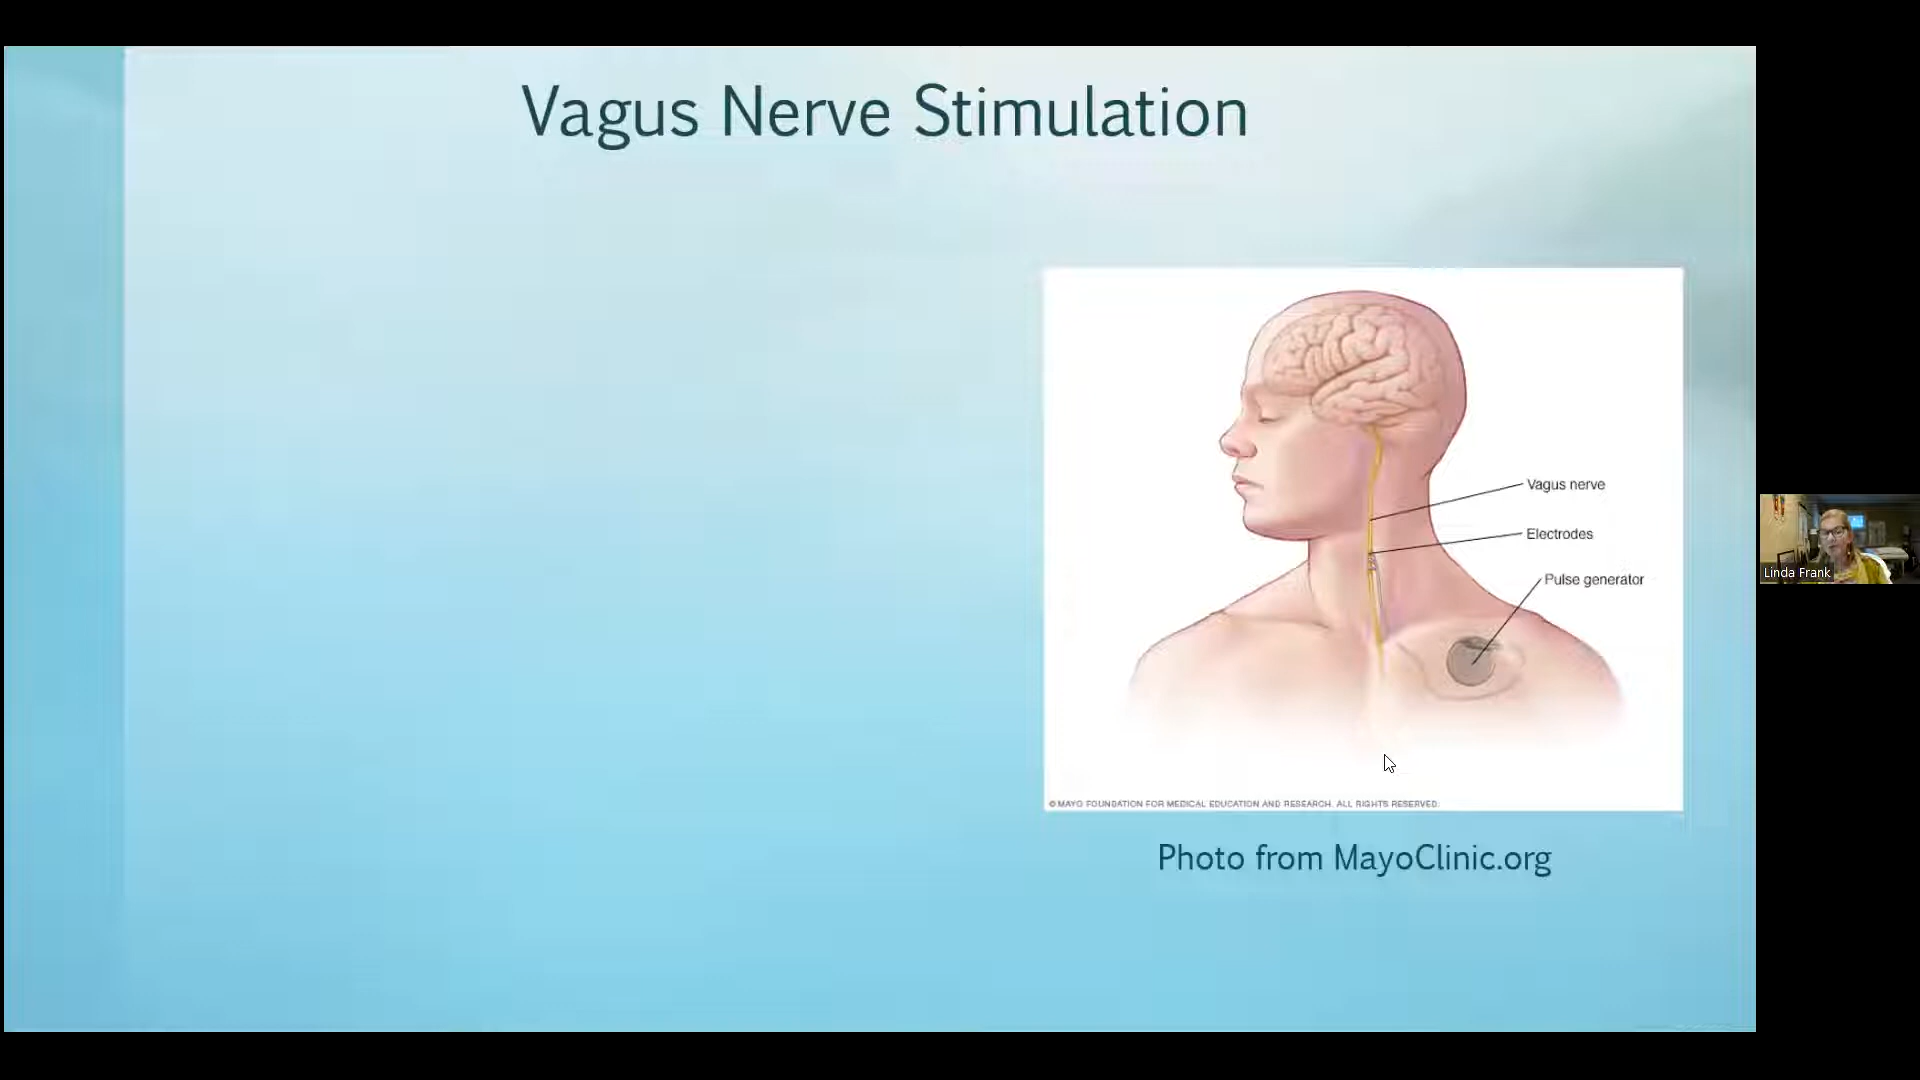 Vagus Nerve Stimulation
Vagus nerve
Electrodes
Pulse generator
© MAYO FOUNDATION FOR MEDICAL EDUCATION AND RESEARCH. ALL RIGHTS RESERVED.
Photo from MayoClinic.org
Linda Frank